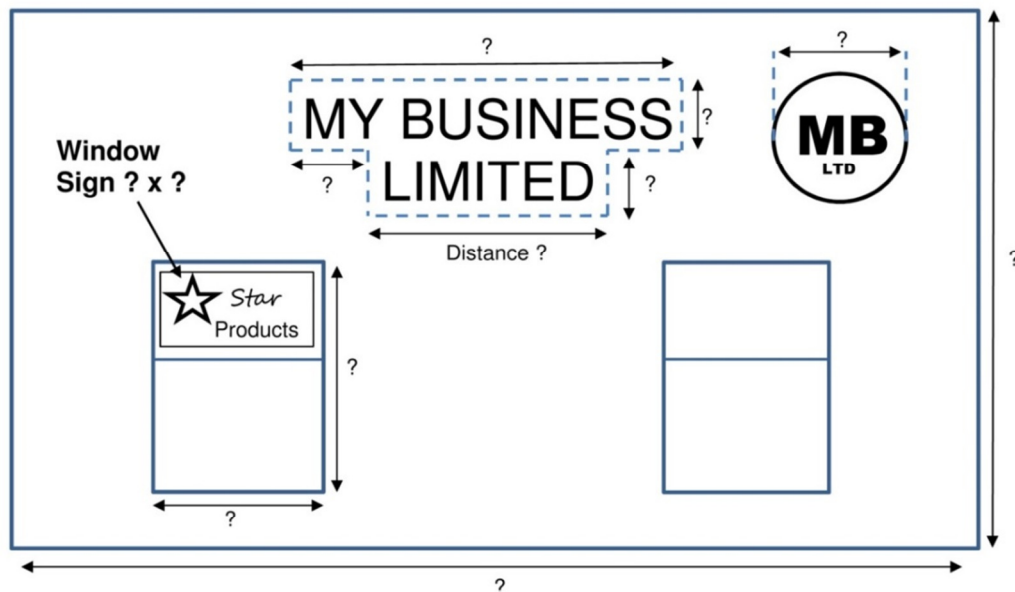 ?
?
MY BUSINESS
?
MB
LTD
Window
Sign ? x ?
?
LIMITED
?
Distance ?
?
Star
Products
?
?
?